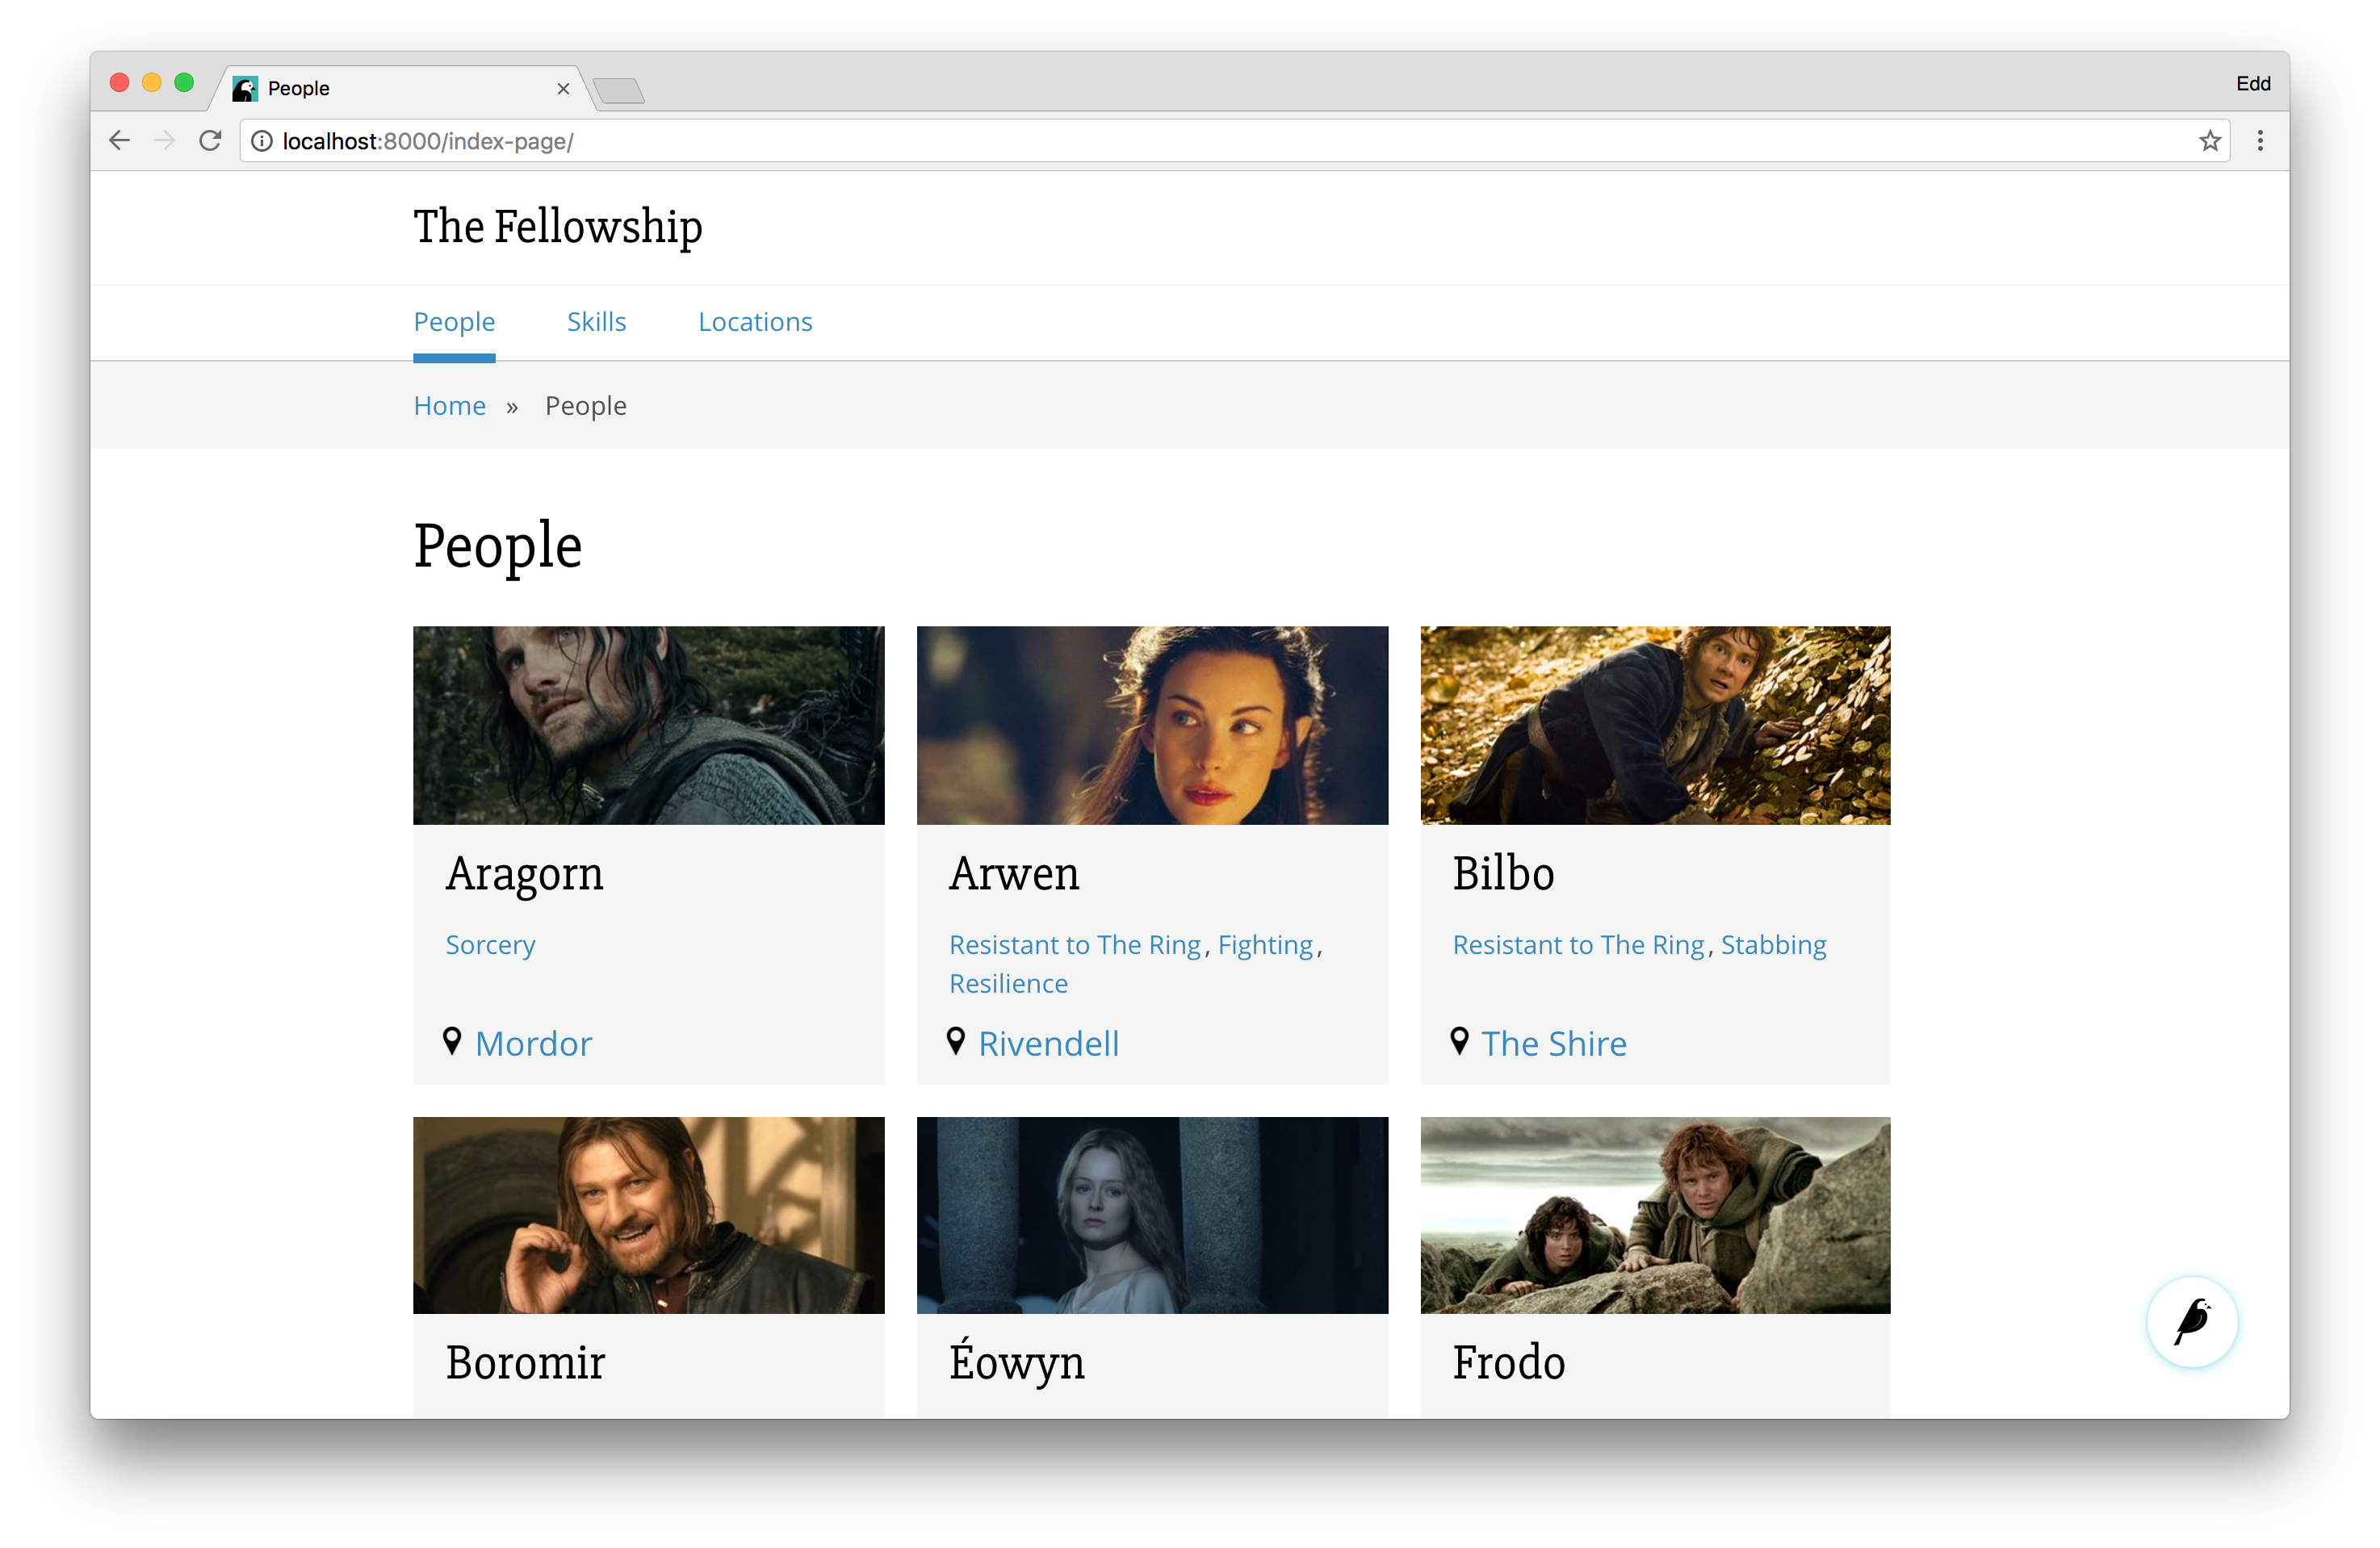 People
Edd
localhost:8000/index-page/
The Fellowship
People Skills Locations
Home » People
People
Aragorn
Sorcery
Mordor
Arwen
Resistant to The Ring, Fighting,
Resilience
Rivendell
Bilbo
Resistant to The Ring, Stabbing
The Shire
Boromir
Éowyn
Frodo